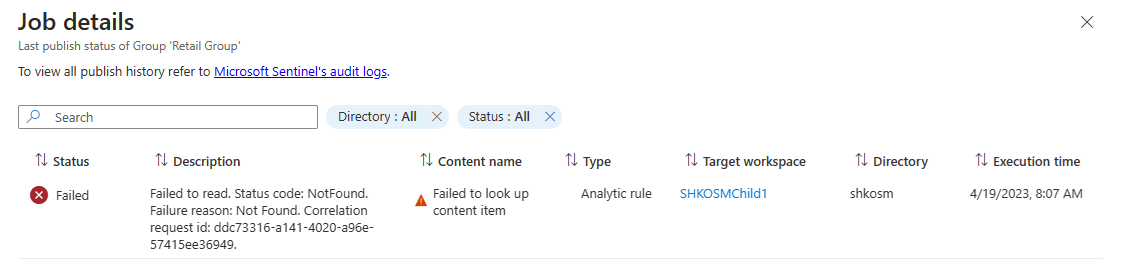 Job details
Last publish status of Group 'Retail Group'
To view all publish history refer to Microsoft Sentinel's audit logs.
Search
Directory : All
Status : All
Status
Description
Content name
Type
Target workspace
Directory
Execution time
Failed
Failed to read. Status code: NotFound.
Failure reason: Not Found. Correlation
request id: ddc73316-a141-4020-a96e-
57415ee36949.
Failed to look up
content item
Analytic rule
SHKOSMChild1
shkosm
4/19/2023, 8:07 AM